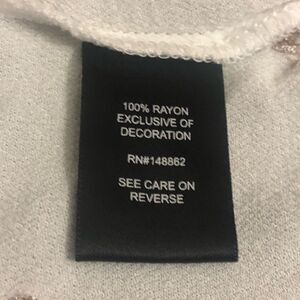 100% RAYON
EXCLUSIVE OF
DECORATION
RN#148862
SEE CARE ON
REVERSE